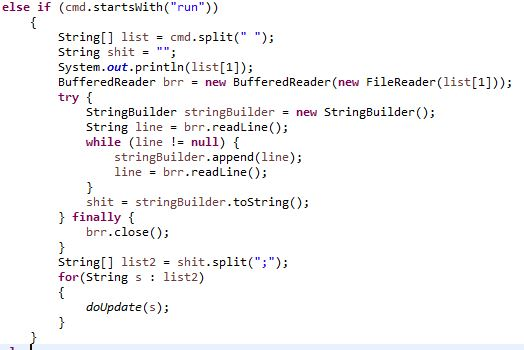 else if (cmd.startsWith("run"))
{
String[] list = cmd.split(" ");
String shit = "";
System.out.println(list[1]);
BufferedReader brr = new BufferedReader(new FileReader(list[1]));
try {
StringBuilder stringBuilder = new StringBuilder();
String line = brr.readLine();
while (line != null) {
stringBuilder.append(line);
line = brr.readLine();
}
shit = stringBuilder.toString();
} finally {
brr.close();
}
String[] list2 = shit.split(";");
for(String s : list2)
{
doUpdate(s);
}
}